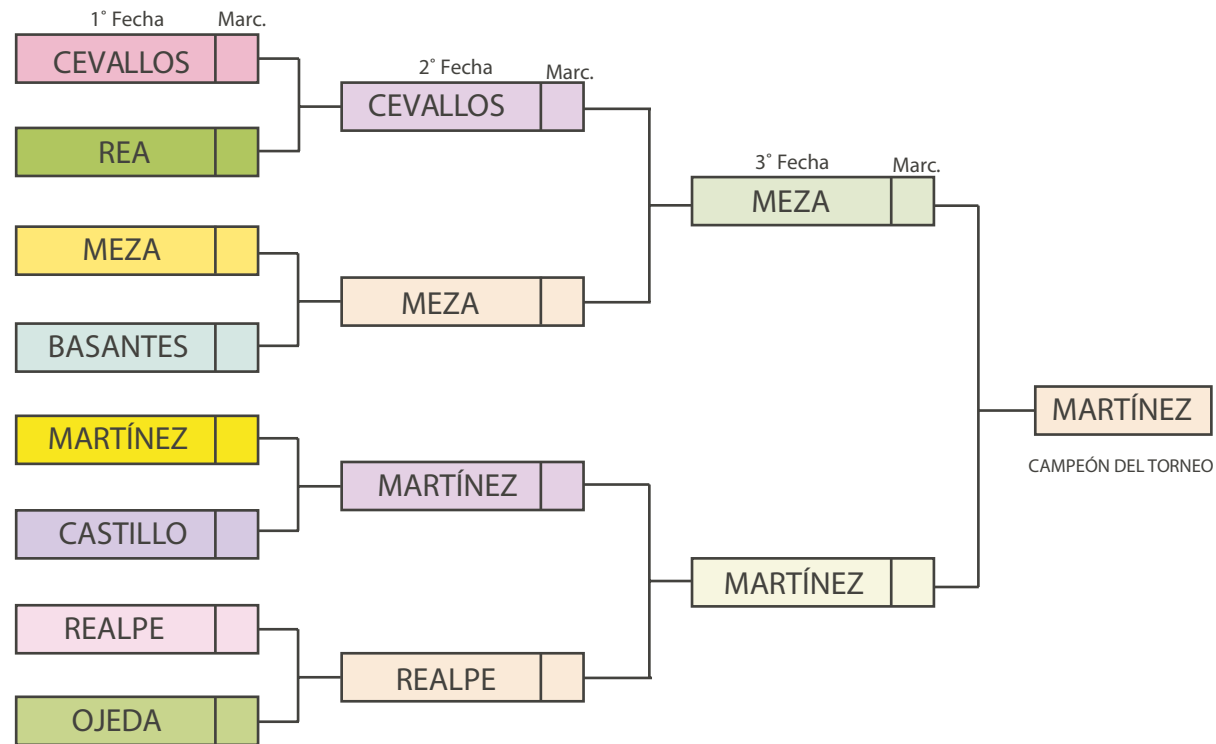 1° Fecha Marc.
CEVALLOS
REA
MEZA
BASANTES
MARTÍNEZ
CASTILLO
REALPE
OJEDA
2° Fecha Marc.
CEVALLOS
MEZA
MARTÍNEZ
REALPE
3° Fecha Marc.
MEZA
MARTÍNEZ
MARTÍNEZ
CAMPEÓN DEL TORNEO